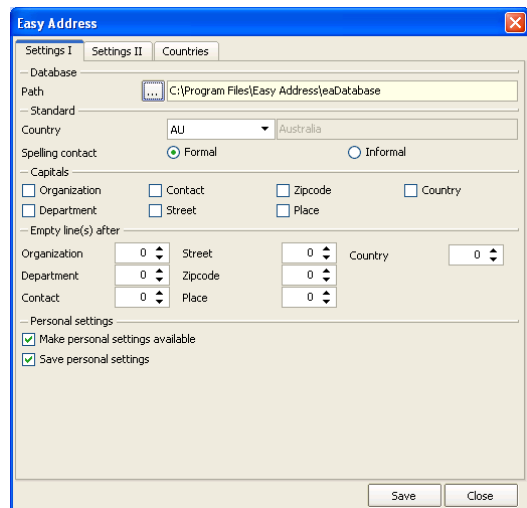 Easy Address
Settings I Settings II Countries
Database
Path ... C:\Program Files\Easy Address\eaDatabase
Standard
Country AU Australia
Spelling contact Formal Informal
Capitals
Organization Contact Zipcode Country
Department Street Place
Empty line(s) after
Organization 0 Street 0 Country 0
Department 0 Zipcode 0
Contact 0 Place 0
Personal settings
Make personal settings available
Save personal settings
Save Close